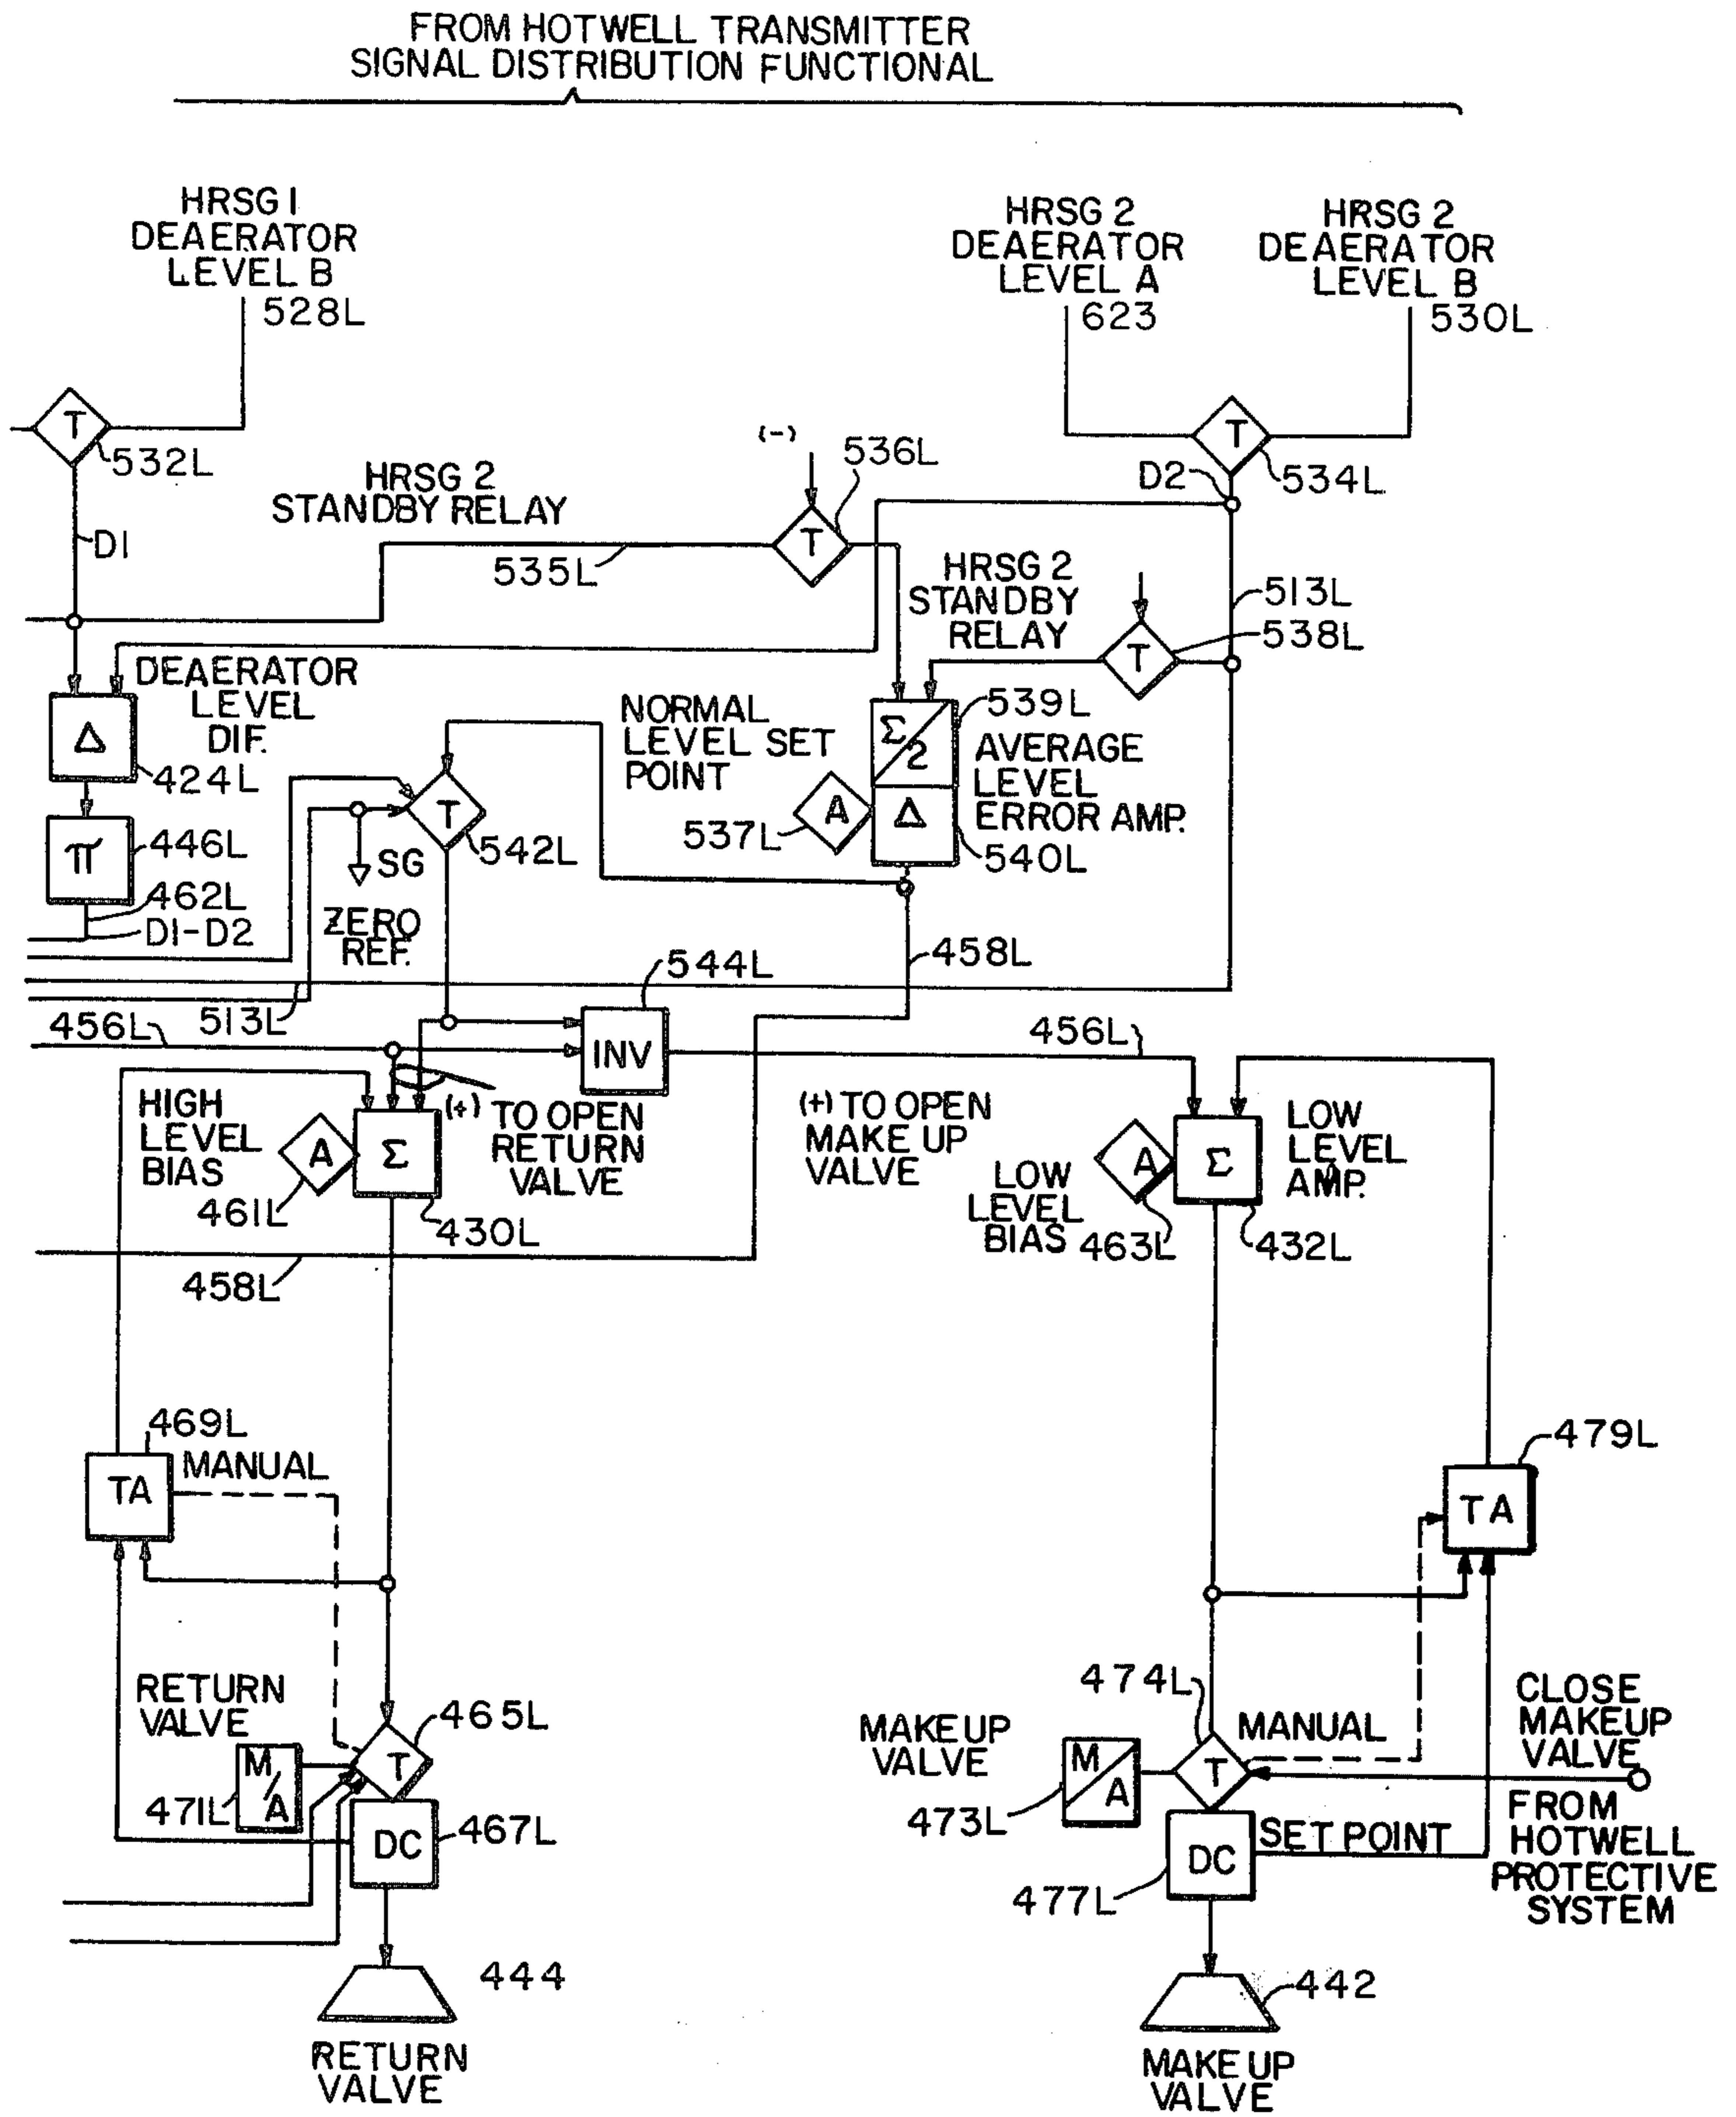 FROM HOTWELL TRANSMITTER
SIGNAL DISTRIBUTION FUNCTIONAL
HRSG 1
DEAERATOR
LEVEL B
528L
HRSG 2
DEAERATOR
LEVEL A
623
HRSG 2
DEAERATOR
LEVEL B
530L
T
532L
(-)
536L
T
534L
D2
HRSG 2
STANDBY RELAY
D1
535L
T
HRSG 2
STANDBY
RELAY
513L
538L
T
DEAERATOR
LEVEL
DIF.
Δ
424L
NORMAL
LEVEL SET
POINT
Σ/2
539L
AVERAGE
LEVEL
ERROR AMP.
A
537L
Δ
540L
T
542L
SG
π
446L
462L
D1-D2
ZERO
REF.
458L
544L
513L
456L
INV
456L
HIGH
LEVEL
BIAS
A
461L
Σ
(+) TO OPEN
RETURN
VALVE
430L
(+) TO OPEN
MAKE UP
VALVE
LOW
LEVEL
BIAS
A
463L
Σ
LOW
LEVEL
AMP.
432L
458L
469L
TA
MANUAL
479L
TA
RETURN
VALVE
M/A
471L
465L
T
DC
467L
474L
MAKEUP
VALVE
M/A
473L
T
MANUAL
CLOSE
MAKEUP
VALVE
FROM
HOTWELL
PROTECTIVE
SYSTEM
DC
SET POINT
477L
444
RETURN
VALVE
442
MAKE UP
VALVE